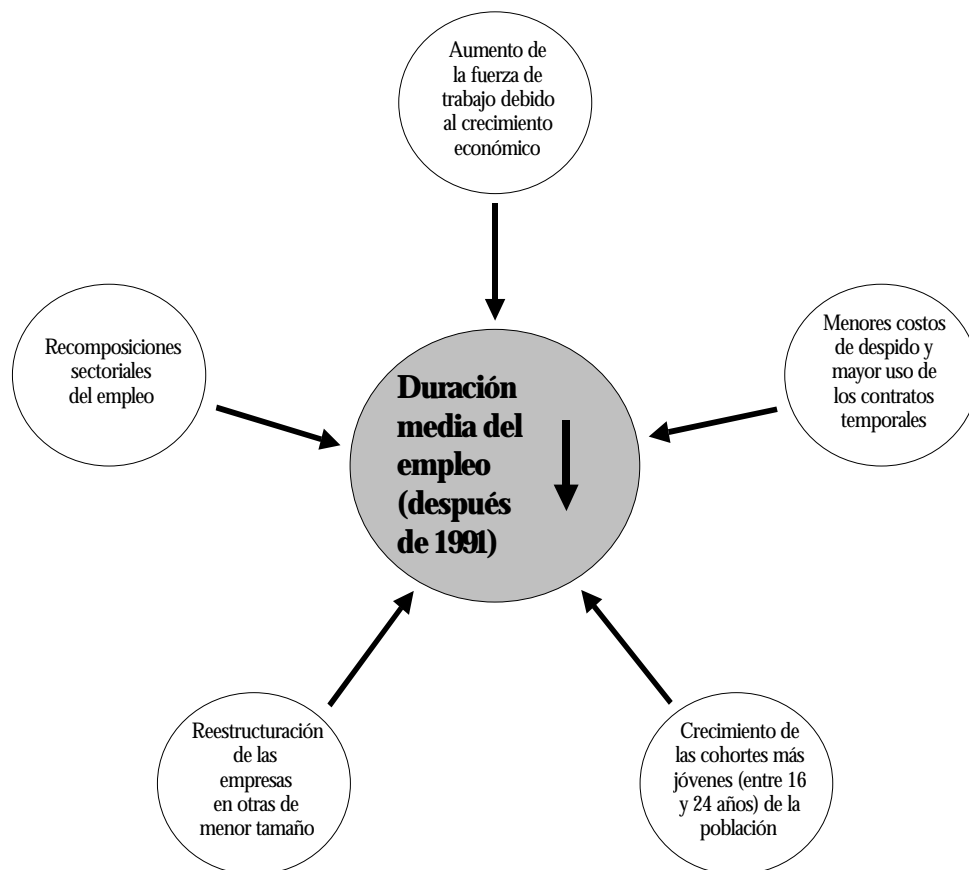 Aumento de
la fuerza de
trabajo debido
al crecimiento
económico
Recomposiciones
sectoriales
del empleo
Menores costos
de despido y
mayor uso de
los contratos
temporales
Duración
media del
empleo
(después
de 1991)
Reestructuración
de las
empresas
en otras de
menor tamaño
Crecimiento de
las cohortes más
jóvenes (entre 16
y 24 años) de la
población